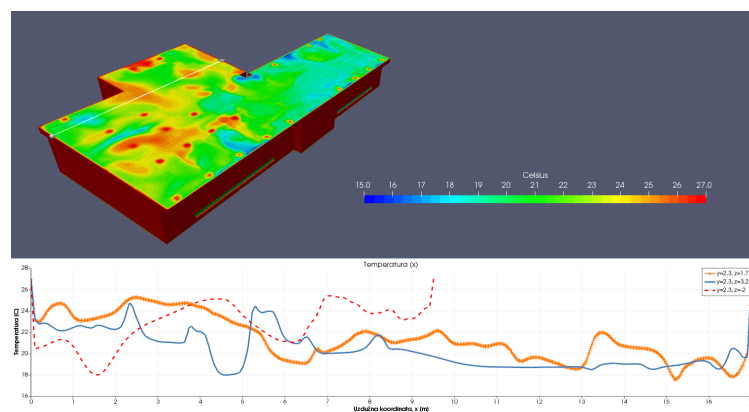 Celsius
15.0 16 17 18 19 20 21 22 23 24 25 26 27.0
Temperatura (x)
y=2.3, z=1.7
y=2.3, z=3.2
y=2.3, z=-2
Temperatura (C)
28
26
24
22
20
18
16
0 1 2 3 4 5 6 7 8 9 10 11 12 13 14 15 16
Uzdužna koordinata, x (m)